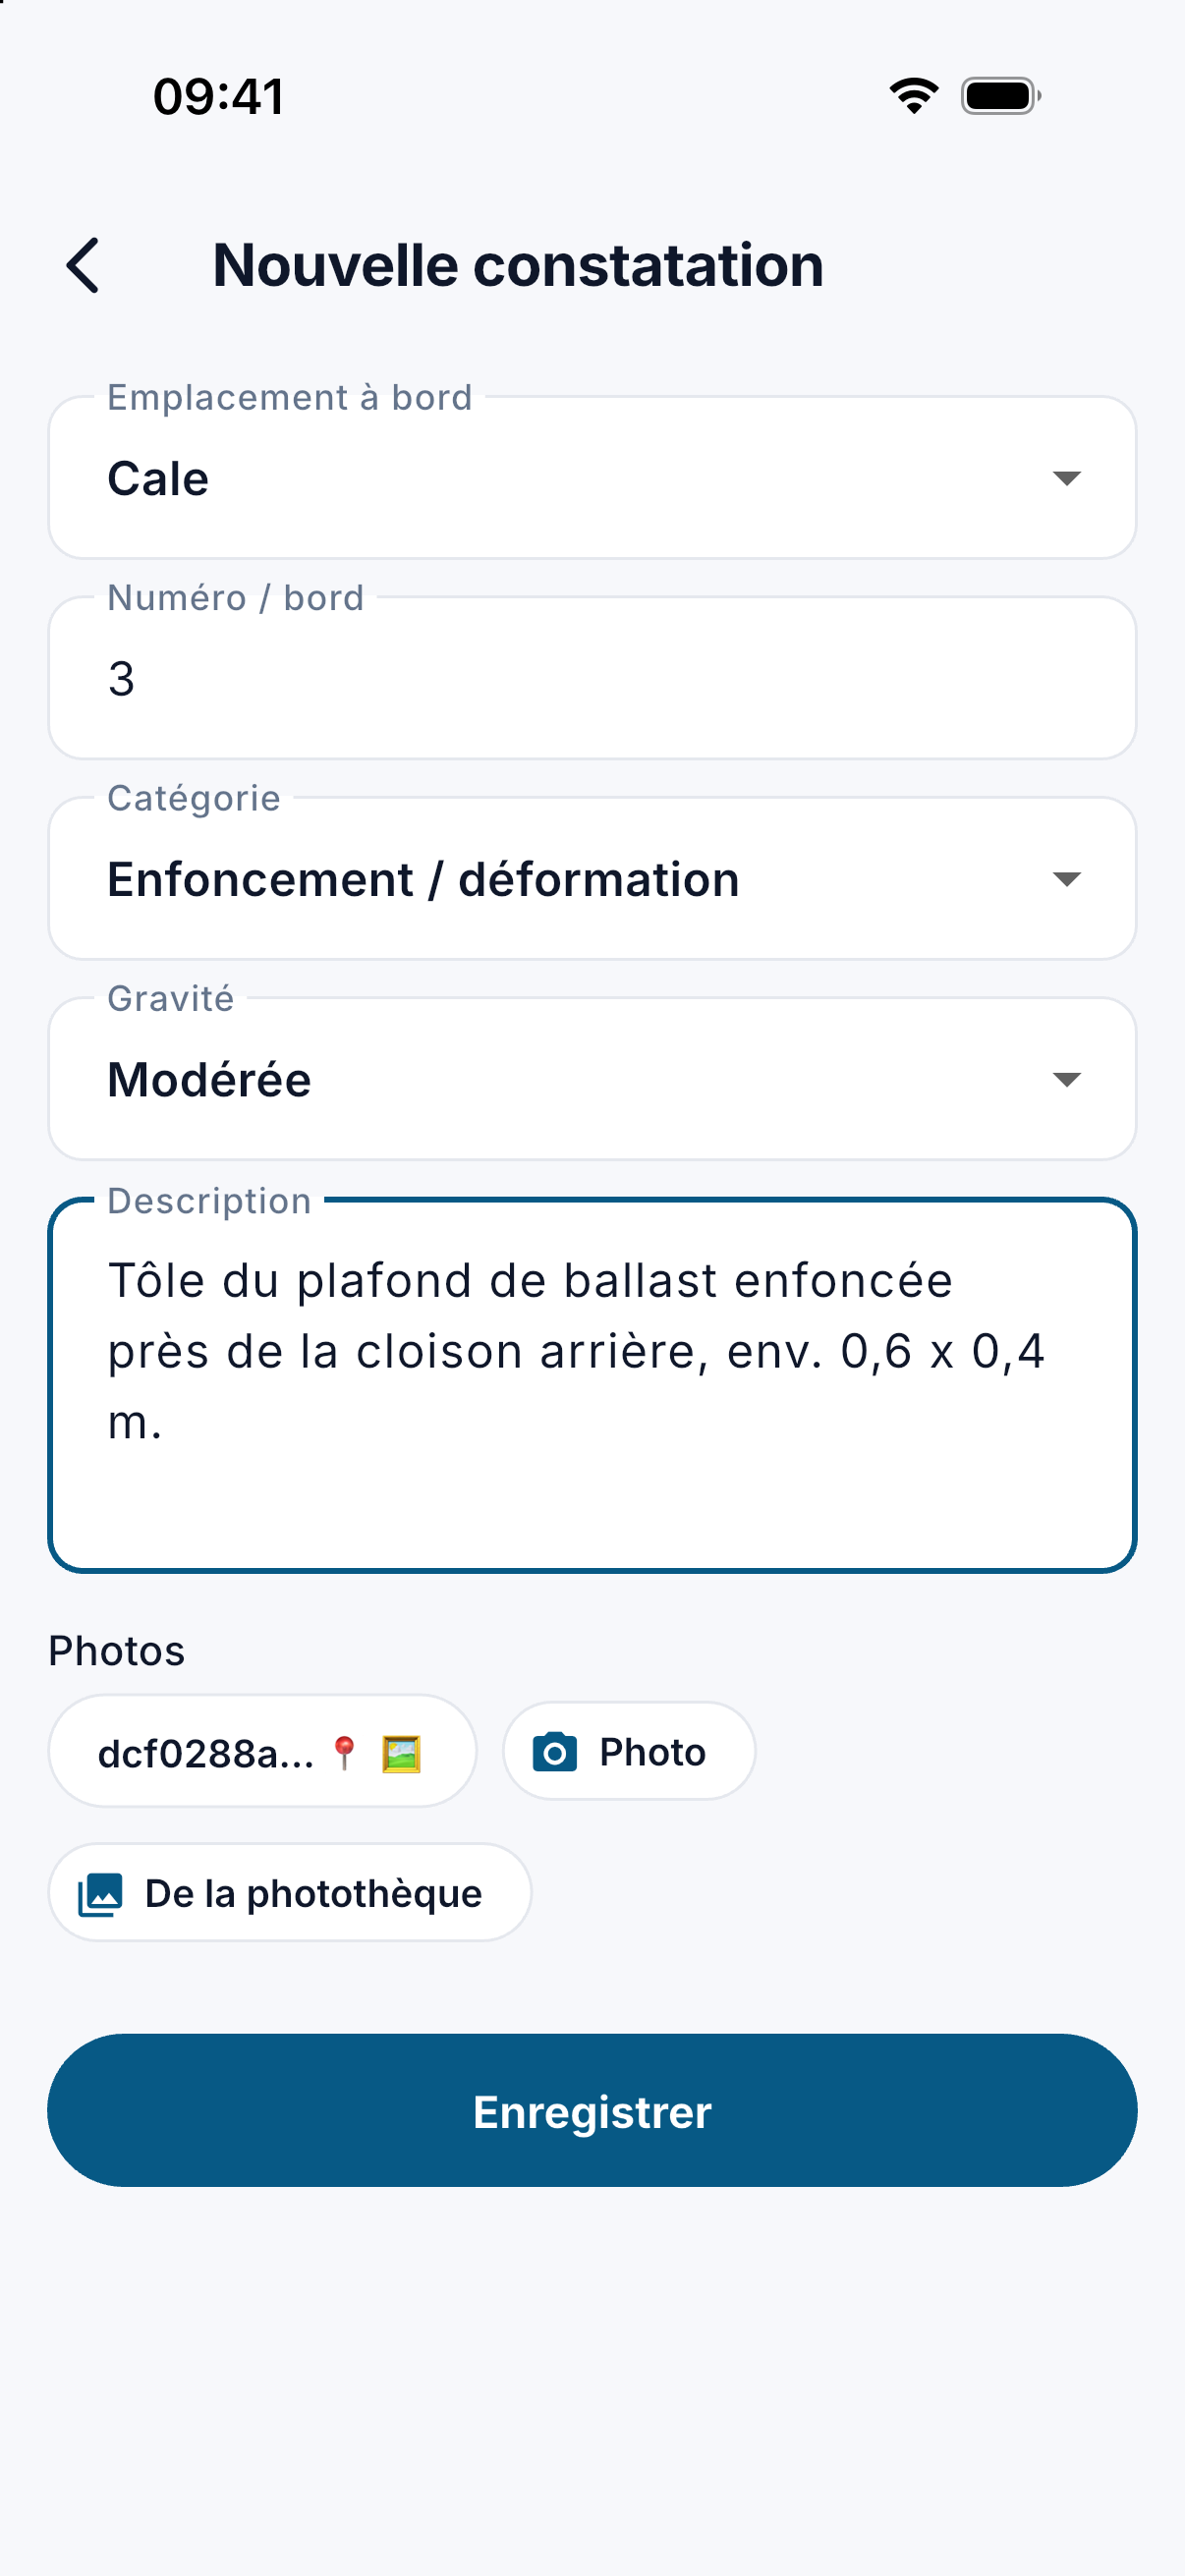 09:41
Nouvelle constatation
Emplacement à bord
Cale
Numéro / bord
3
Catégorie
Enfoncement / déformation
Gravité
Modérée
Description
Tôle du plafond de ballast enfoncée
près de la cloison arrière, env. 0,6 x 0,4
m.
Photos
dcf0288a... 📍 🖼️
Photo
De la photothèque
Enregistrer